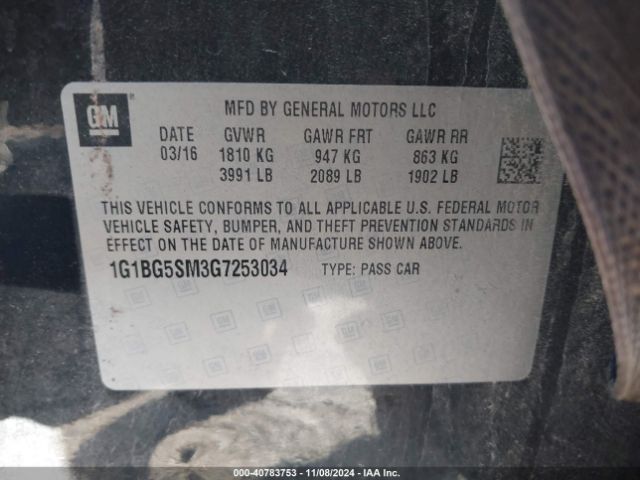 GM
MFD BY GENERAL MOTORS LLC
DATE GVWR GAWR FRT GAWR RR
03/16 1810 KG 947 KG 863 KG
3991 LB 2089 LB 1902 LB
THIS VEHICLE CONFORMS TO ALL APPLICABLE U.S. FEDERAL MOTOR
VEHICLE SAFETY, BUMPER, AND THEFT PREVENTION STANDARDS IN
EFFECT ON THE DATE OF MANUFACTURE SHOWN ABOVE.
1G1BG5SM3G7253034 TYPE: PASS CAR
000-40783753 - 11/08/2024 - IAA Inc.